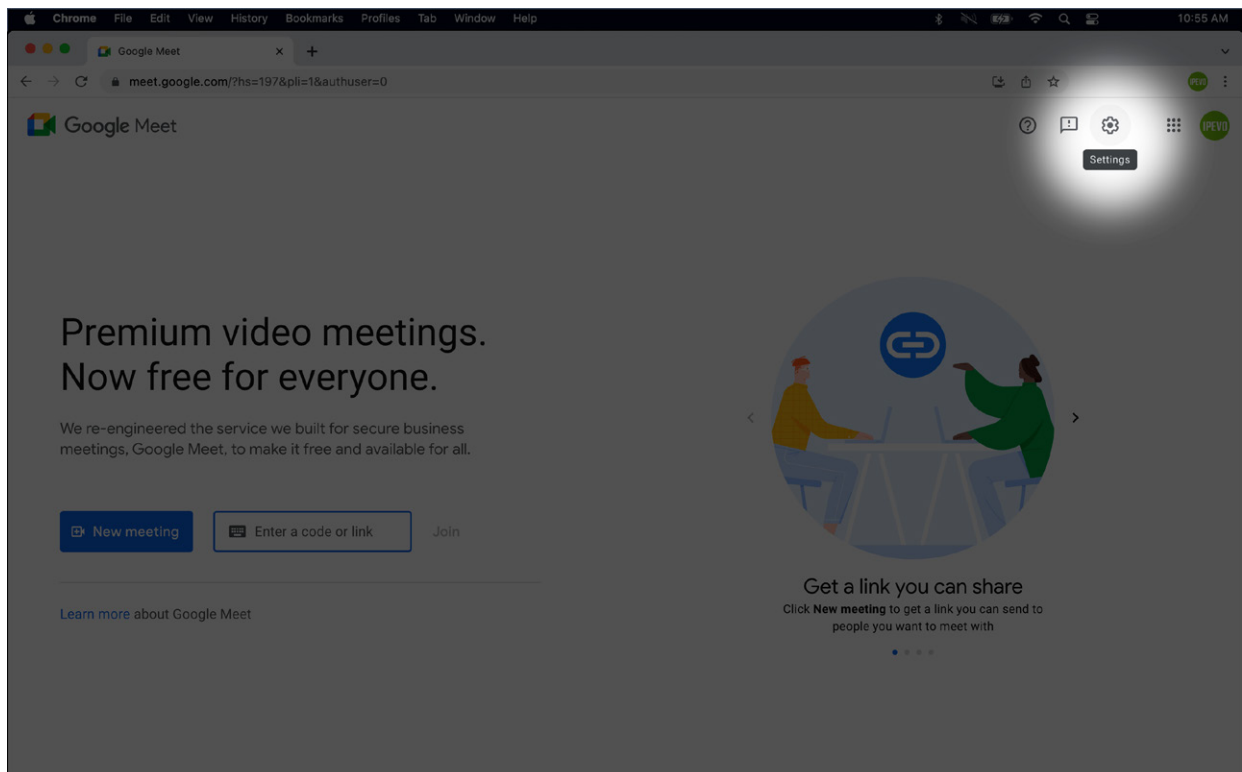 Chrome File Edit View History Bookmarks Profiles Tab Window Help 10:55 AM
Google Meet
meet.google.com/?hs=197&pli=1&authuser=0
IPEVO
Google Meet
IPEVO
Settings
Premium video meetings.
Now free for everyone.
We re-engineered the service we built for secure business
meetings, Google Meet, to make it free and available for all.
New meeting
Enter a code or link
Join
Learn more about Google Meet
Get a link you can share
Click New meeting to get a link you can send to
people you want to meet with